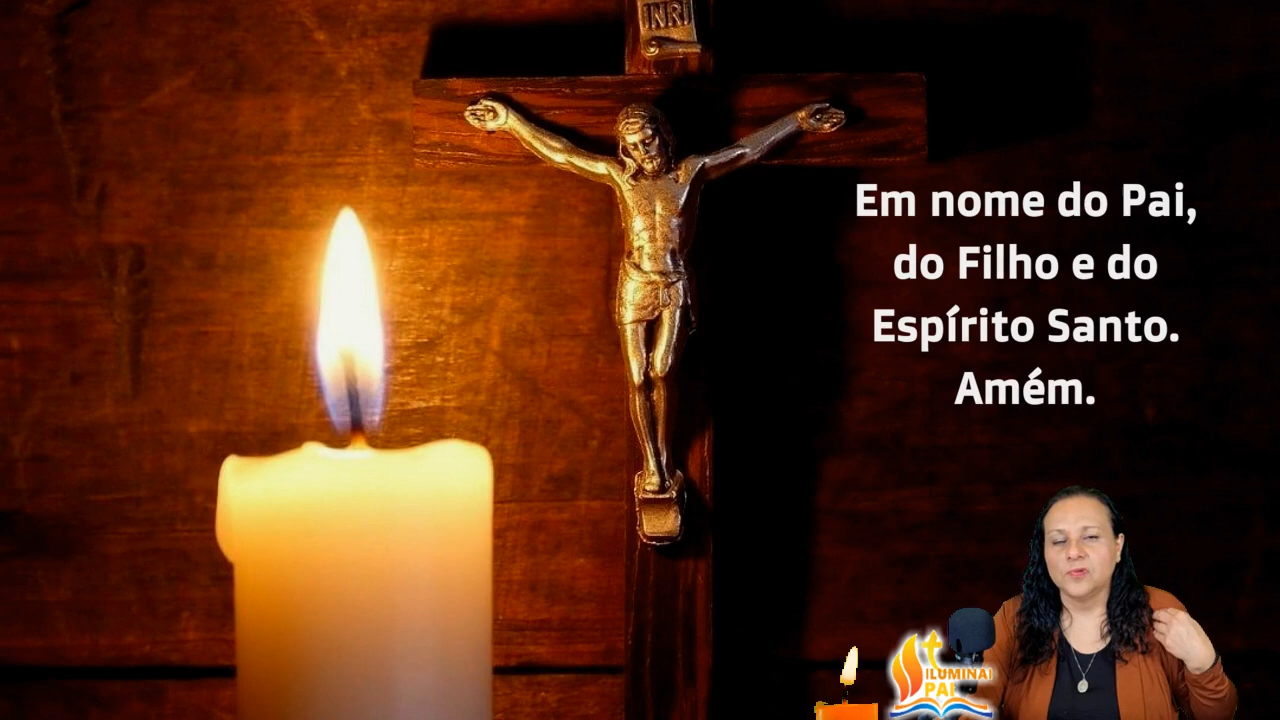 INRI
Em nome do Pai,
do Filho e do
Espírito Santo.
Amém.
ILUMINAI
PAI